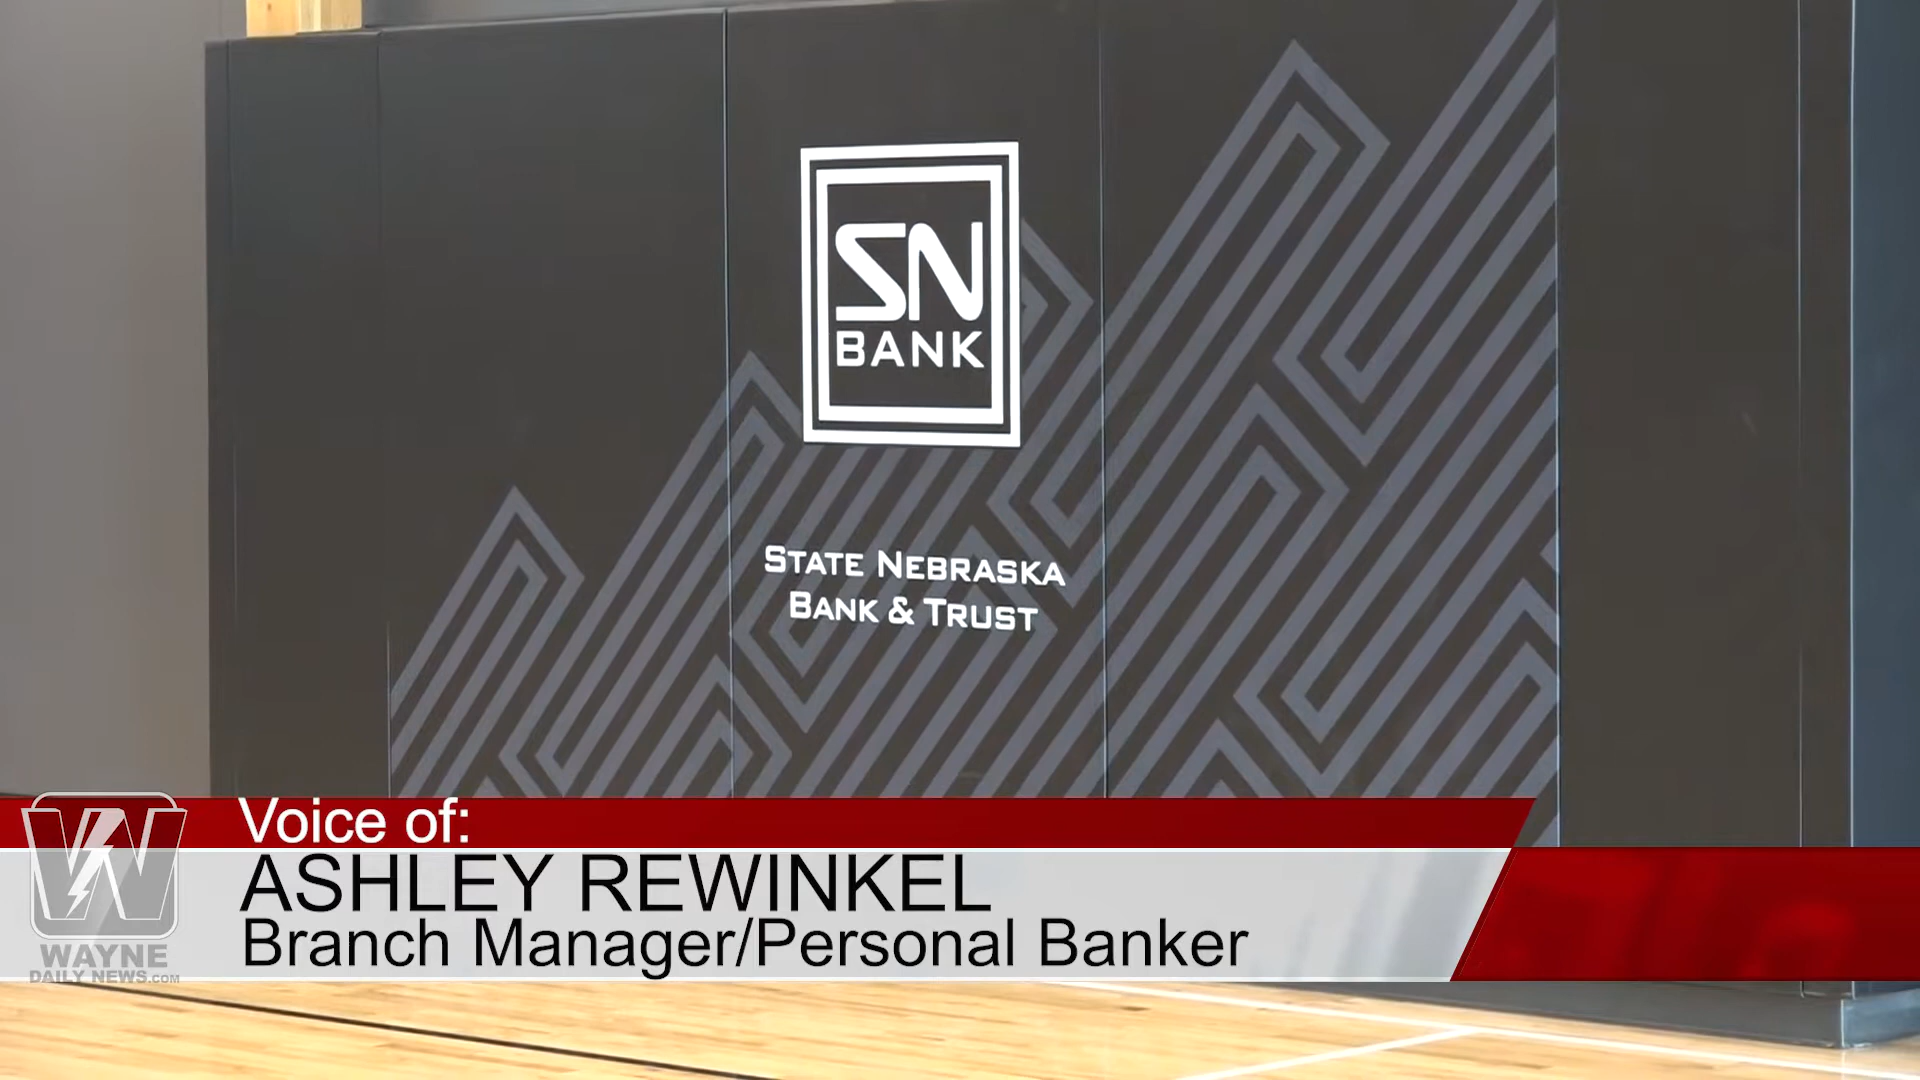 SN
BANK
STATE NEBRASKA
BANK & TRUST
Voice of:
ASHLEY REWINKEL
Branch Manager/Personal Banker
W
WAYNE
DAILY NEWS.COM